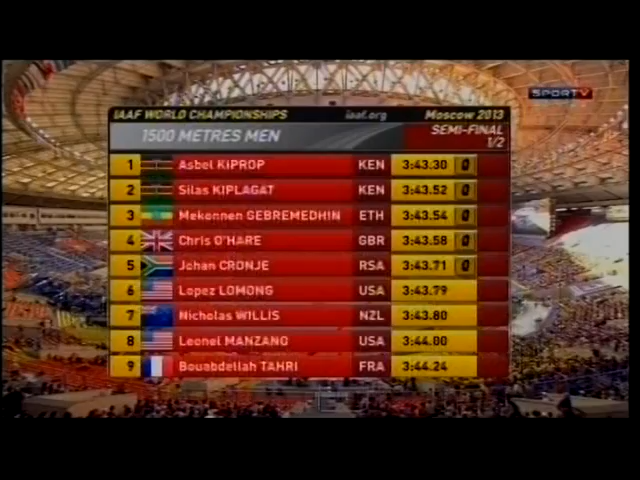 SPORTV
IAAF WORLD CHAMPIONSHIPS iaaf.org Moscow 2013
1500 METRES MEN SEMI-FINAL
1/2
1 Asbel KIPROP KEN 3:43.30 Q
2 Silas KIPLAGAT KEN 3:43.52 Q
3 Mekonnen GEBREMEDHIN ETH 3:43.54 Q
4 Chris O'HARE GBR 3:43.58 Q
5 Johan CRONJE RSA 3:43.71 Q
6 Lopez LOMONG USA 3:43.79
7 Nicholas WILLIS NZL 3:43.80
8 Leonel MANZANO USA 3:44.00
9 Bouabdellah TAHRI FRA 3:44.24